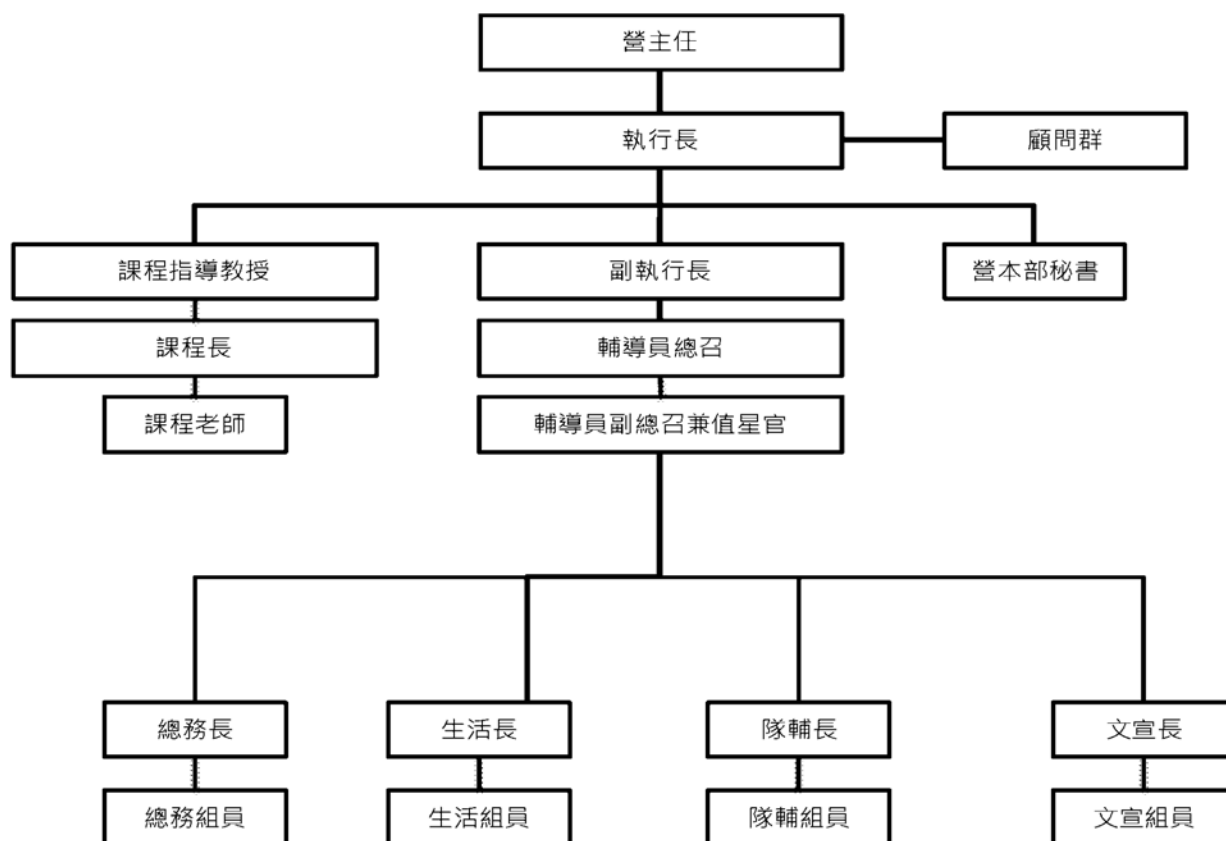 營主任
執行長
顧問群
課程指導教授
副執行長
營本部秘書
課程長
輔導員總召
課程老師
輔導員副總召兼值星官
總務長
生活長
隊輔長
文宣長
總務組員
生活組員
隊輔組員
文宣組員